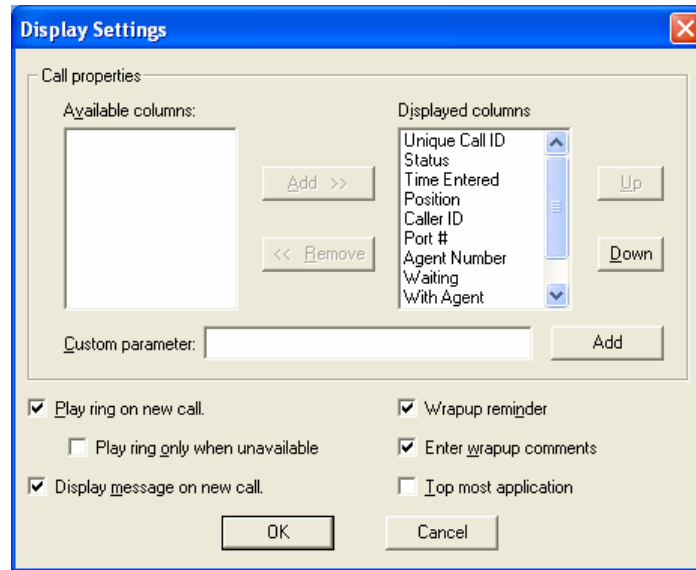 Display Settings
Call properties
Available columns:
Displayed columns
Unique Call ID
Status
Time Entered
Position
Caller ID
Port #
Agent Number
Waiting
With Agent
Add >>
<< Remove
Up
Down
Custom parameter:
Add
Play ring on new call.
Play ring only when unavailable
Display message on new call.
Wrapup reminder
Enter wrapup comments
Top most application
OK
Cancel